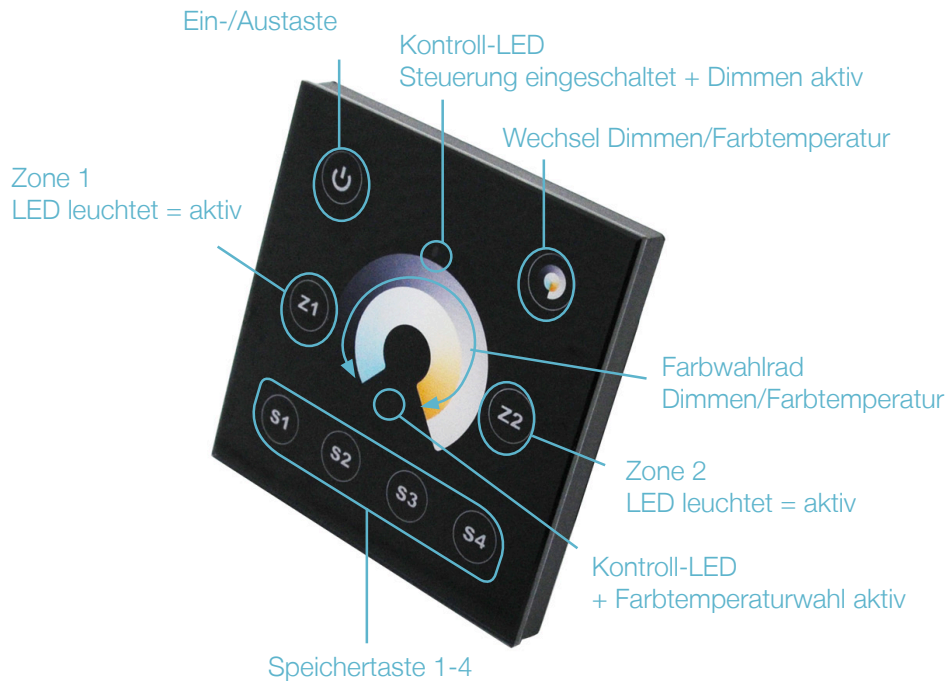 Ein-/Austaste
Kontroll-LED
Steuerung eingeschaltet + Dimmen aktiv
Wechsel Dimmen/Farbtemperatur
Zone 1
LED leuchtet = aktiv
Z1
Farbwahlrad
Dimmen/Farbtemperatur
Z2
S1
S2
S3
S4
Zone 2
LED leuchtet = aktiv
Kontroll-LED
+ Farbtemperaturwahl aktiv
Speichertaste 1-4